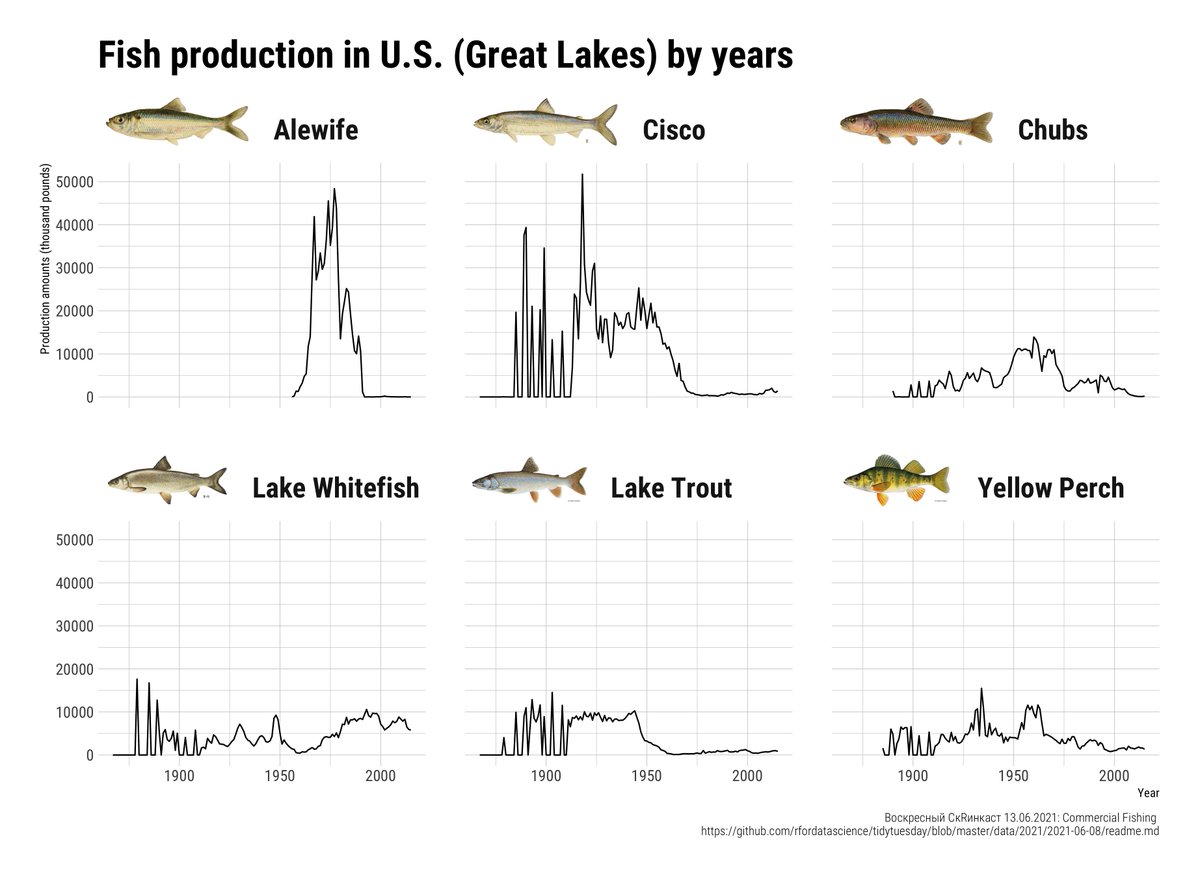 Fish production in U.S. (Great Lakes) by years
Alewife
Cisco
Chubs
Production amounts (thousand pounds)
50000
40000
30000
20000
10000
0
Lake Whitefish
Lake Trout
Yellow Perch
50000
40000
30000
20000
10000
0
1900 1950 2000
1900 1950 2000
1900 1950 2000
Year
Воскресный СкRинкаст 13.06.2021: Commercial Fishing
https://github.com/rfordatascience/tidytuesday/blob/master/data/2021/2021-06-08/readme.md